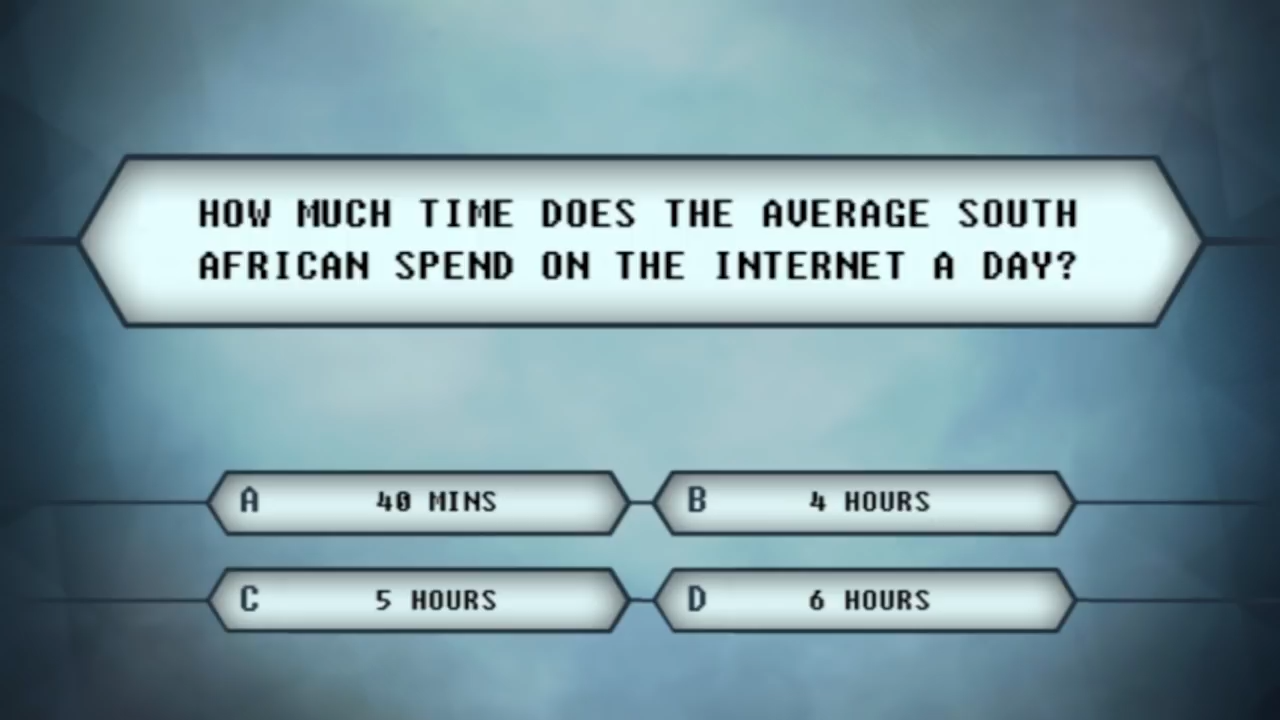 HOW MUCH TIME DOES THE AVERAGE SOUTH
AFRICAN SPEND ON THE INTERNET A DAY?
A 40 MINS
B 4 HOURS
C 5 HOURS
D 6 HOURS